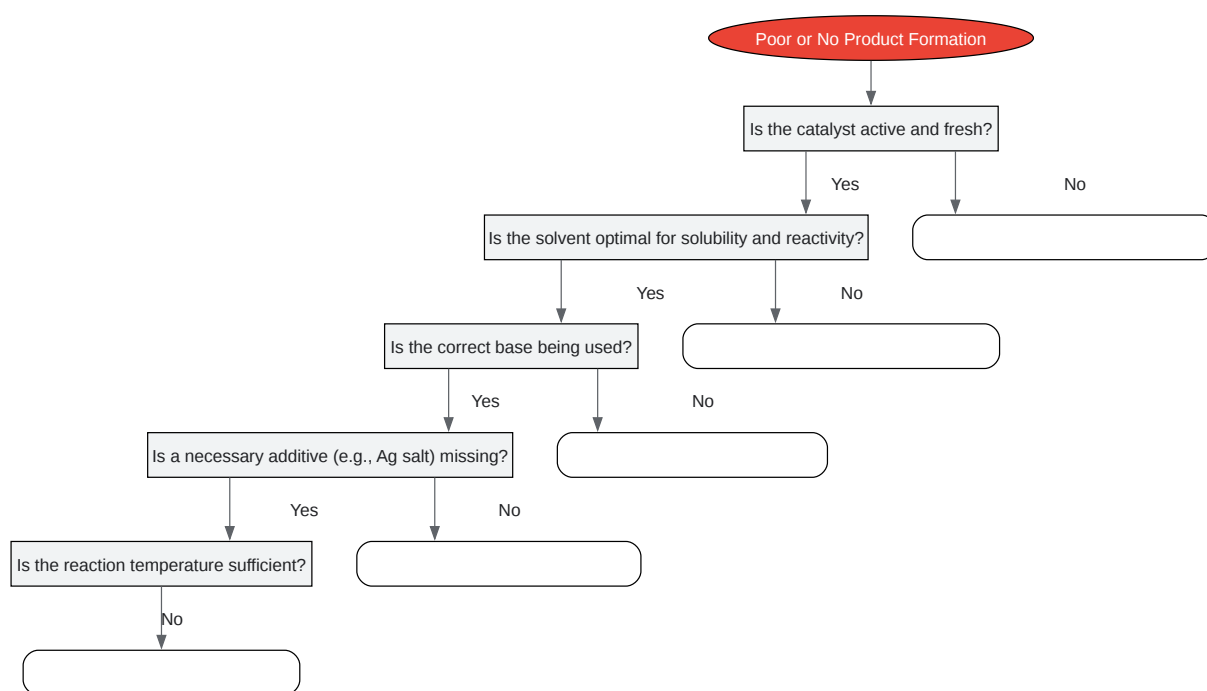 Poor or No Product Formation
Is the catalyst active and fresh?
Yes
No
Is the solvent optimal for solubility and reactivity?
Yes
No
Is the correct base being used?
Yes
No
Is a necessary additive (e.g., Ag salt) missing?
Yes
No
Is the reaction temperature sufficient?
No